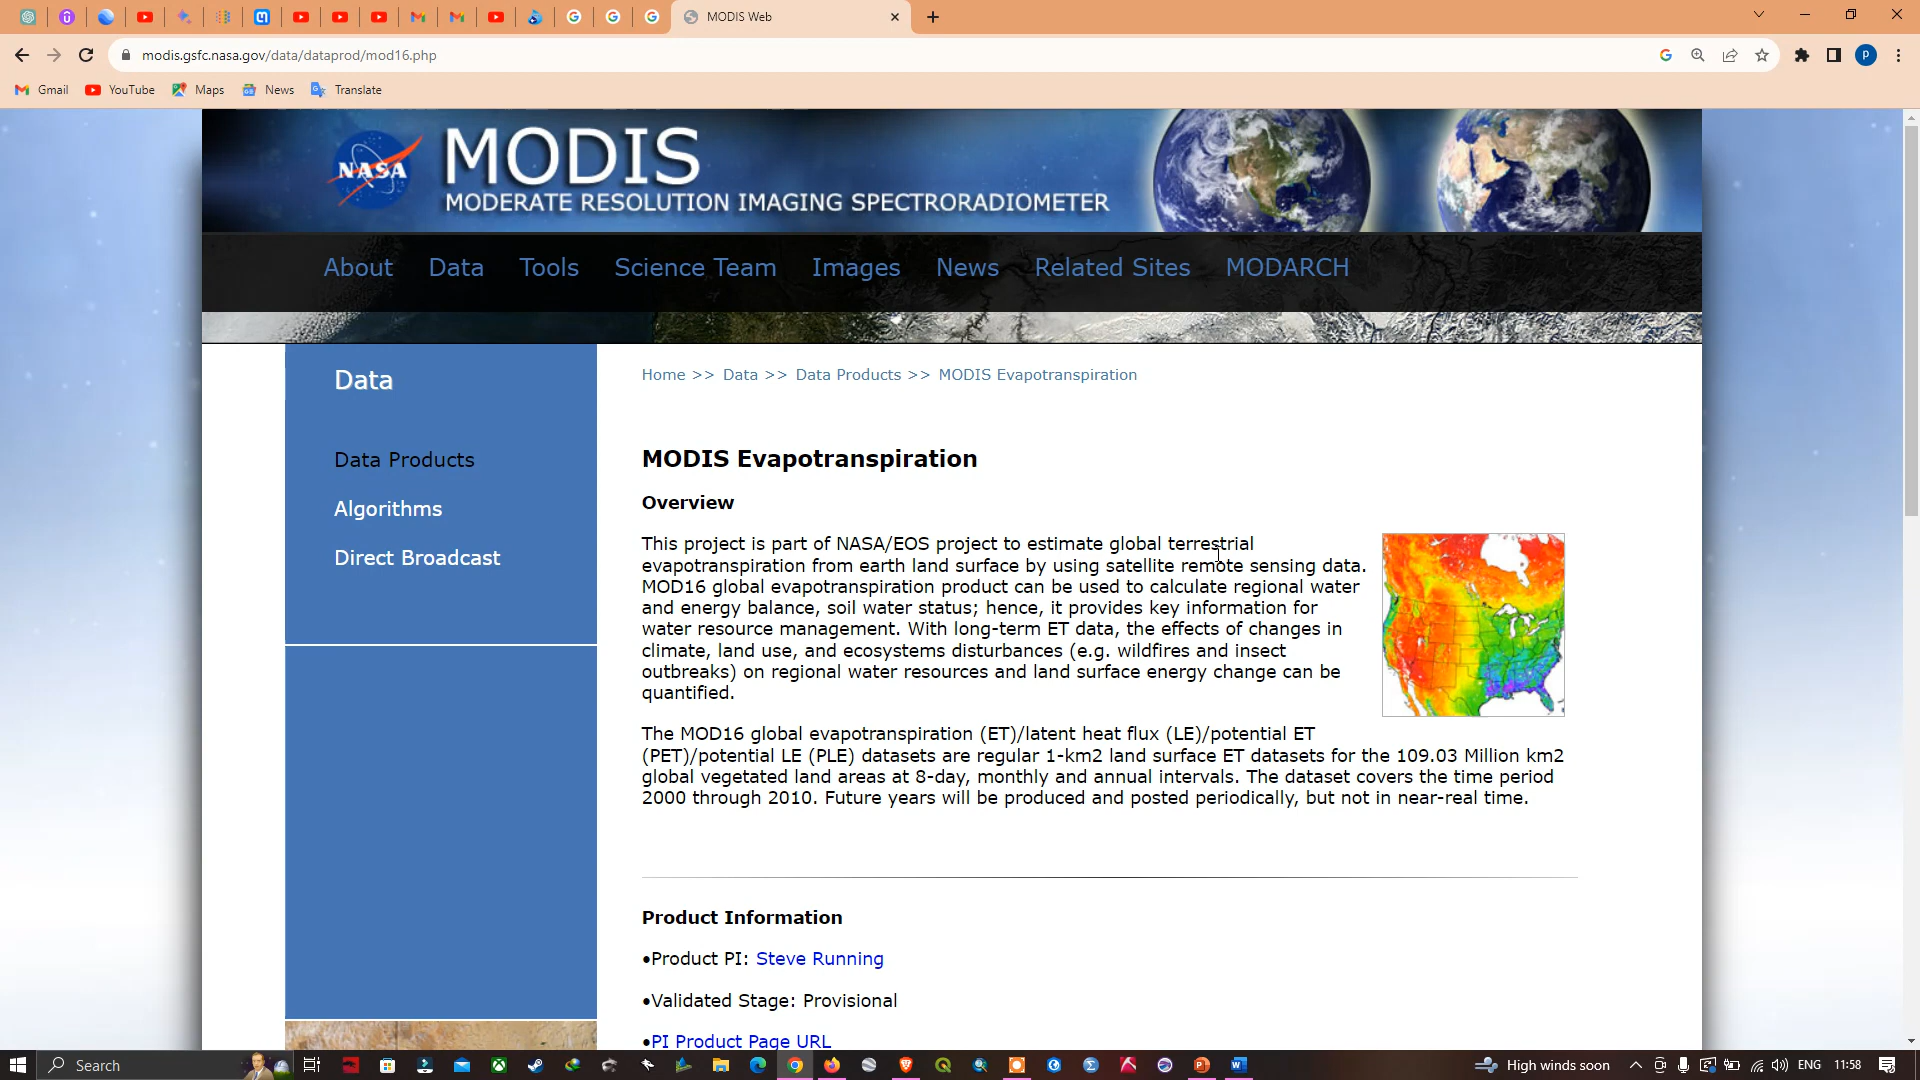 MODIS Web
modis.gsfc.nasa.gov/data/dataprod/mod16.php
P
Gmail YouTube Maps News Translate
NASA
MODIS
MODERATE RESOLUTION IMAGING SPECTRORADIOMETER
About Data Tools Science Team Images News Related Sites MODARCH
Data
Data Products
Algorithms
Direct Broadcast
Home >> Data >> Data Products >> MODIS Evapotranspiration
MODIS Evapotranspiration
Overview
This project is part of NASA/EOS project to estimate global terrestrial
evapotranspiration from earth land surface by using satellite remote sensing data.
MOD16 global evapotranspiration product can be used to calculate regional water
and energy balance, soil water status; hence, it provides key information for
water resource management. With long-term ET data, the effects of changes in
climate, land use, and ecosystems disturbances (e.g. wildfires and insect
outbreaks) on regional water resources and land surface energy change can be
quantified.
The MOD16 global evapotranspiration (ET)/latent heat flux (LE)/potential ET
(PET)/potential LE (PLE) datasets are regular 1-km2 land surface ET datasets for the 109.03 Million km2
global vegetated land areas at 8-day, monthly and annual intervals. The dataset covers the time period
2000 through 2010. Future years will be produced and posted periodically, but not in near-real time.
Product Information
•Product PI: Steve Running
•Validated Stage: Provisional
•PI Product Page URL
Search
High winds soon
ENG
11:58